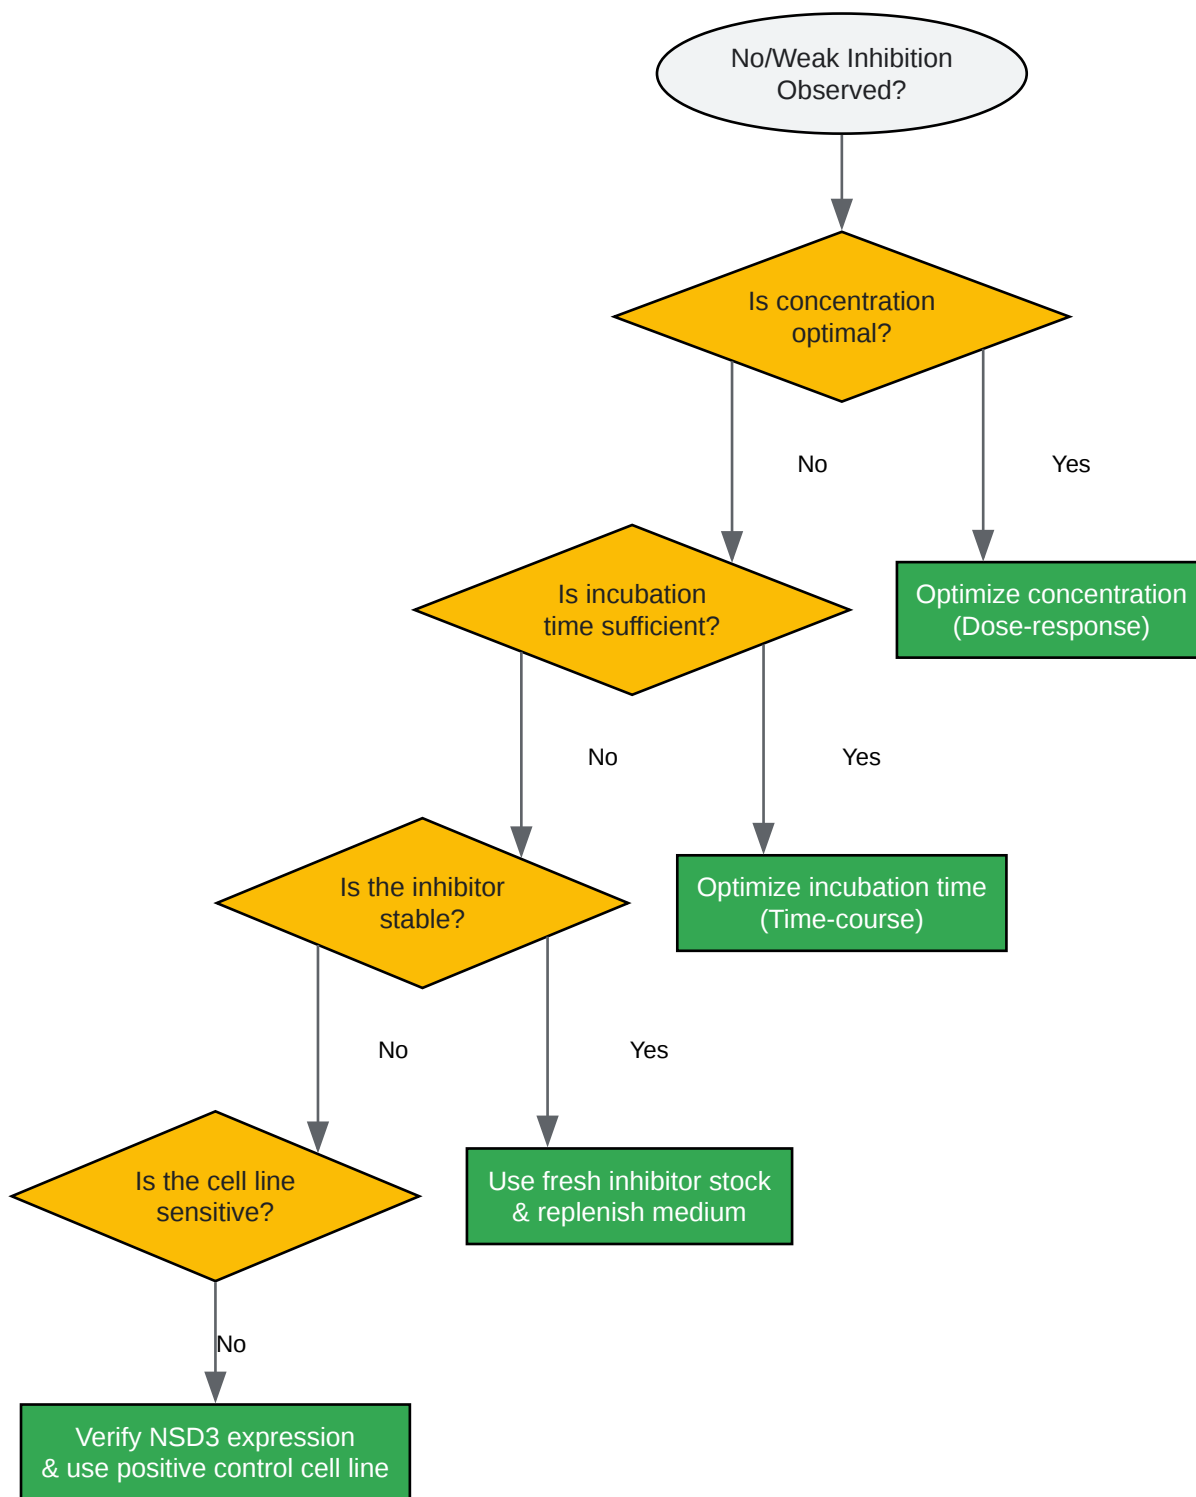 No/Weak Inhibition
Observed?
Is concentration
optimal?
No
Yes
Is incubation
time sufficient?
Optimize concentration
(Dose-response)
No
Yes
Is the inhibitor
stable?
Optimize incubation time
(Time-course)
No
Yes
Is the cell line
sensitive?
Use fresh inhibitor stock
& replenish medium
No
Verify NSD3 expression
& use positive control cell line